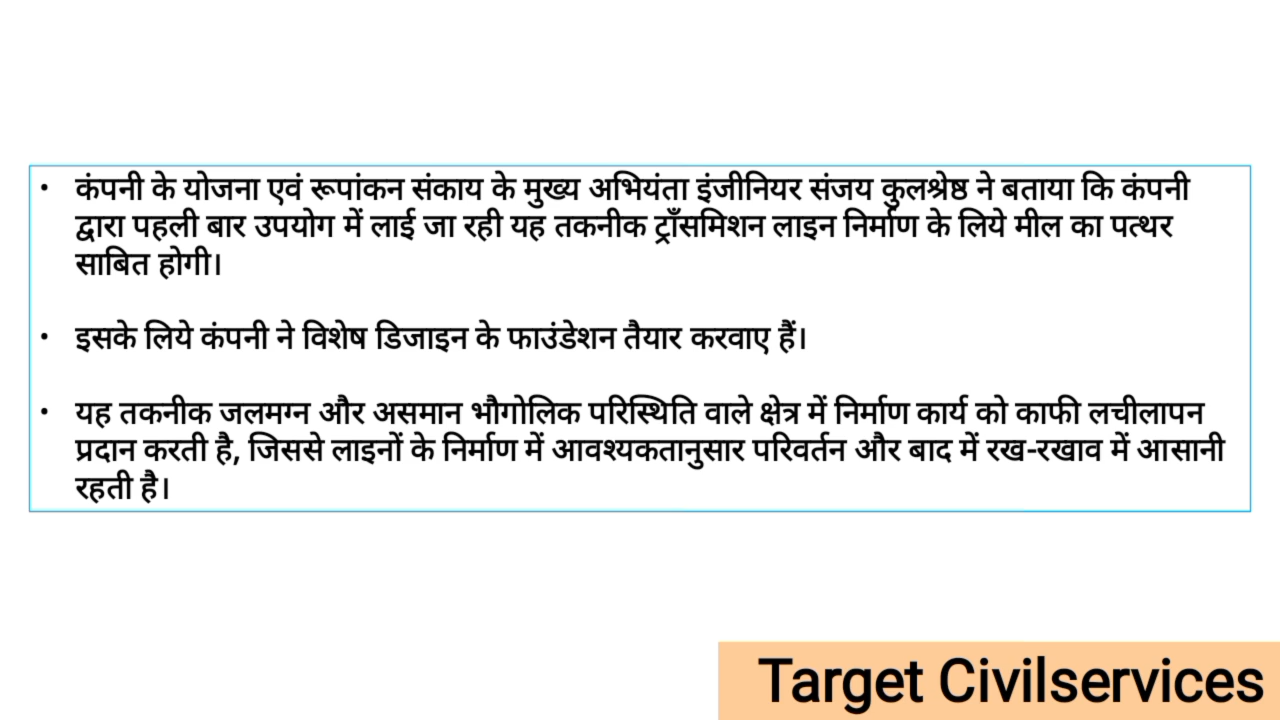 • कंपनी के योजना एवं रूपांकन संकाय के मुख्य अभियंता इंजीनियर संजय कुलश्रेष्ठ ने बताया कि कंपनी
द्वारा पहली बार उपयोग में लाई जा रही यह तकनीक ट्राँसमिशन लाइन निर्माण के लिये मील का पत्थर
साबित होगी।
• इसके लिये कंपनी ने विशेष डिजाइन के फाउंडेशन तैयार करवाए हैं।
• यह तकनीक जलमग्न और असमान भौगोलिक परिस्थिति वाले क्षेत्र में निर्माण कार्य को काफी लचीलापन
प्रदान करती है, जिससे लाइनों के निर्माण में आवश्यकतानुसार परिवर्तन और बाद में रख-रखाव में आसानी
रहती है।
Target Civilservices